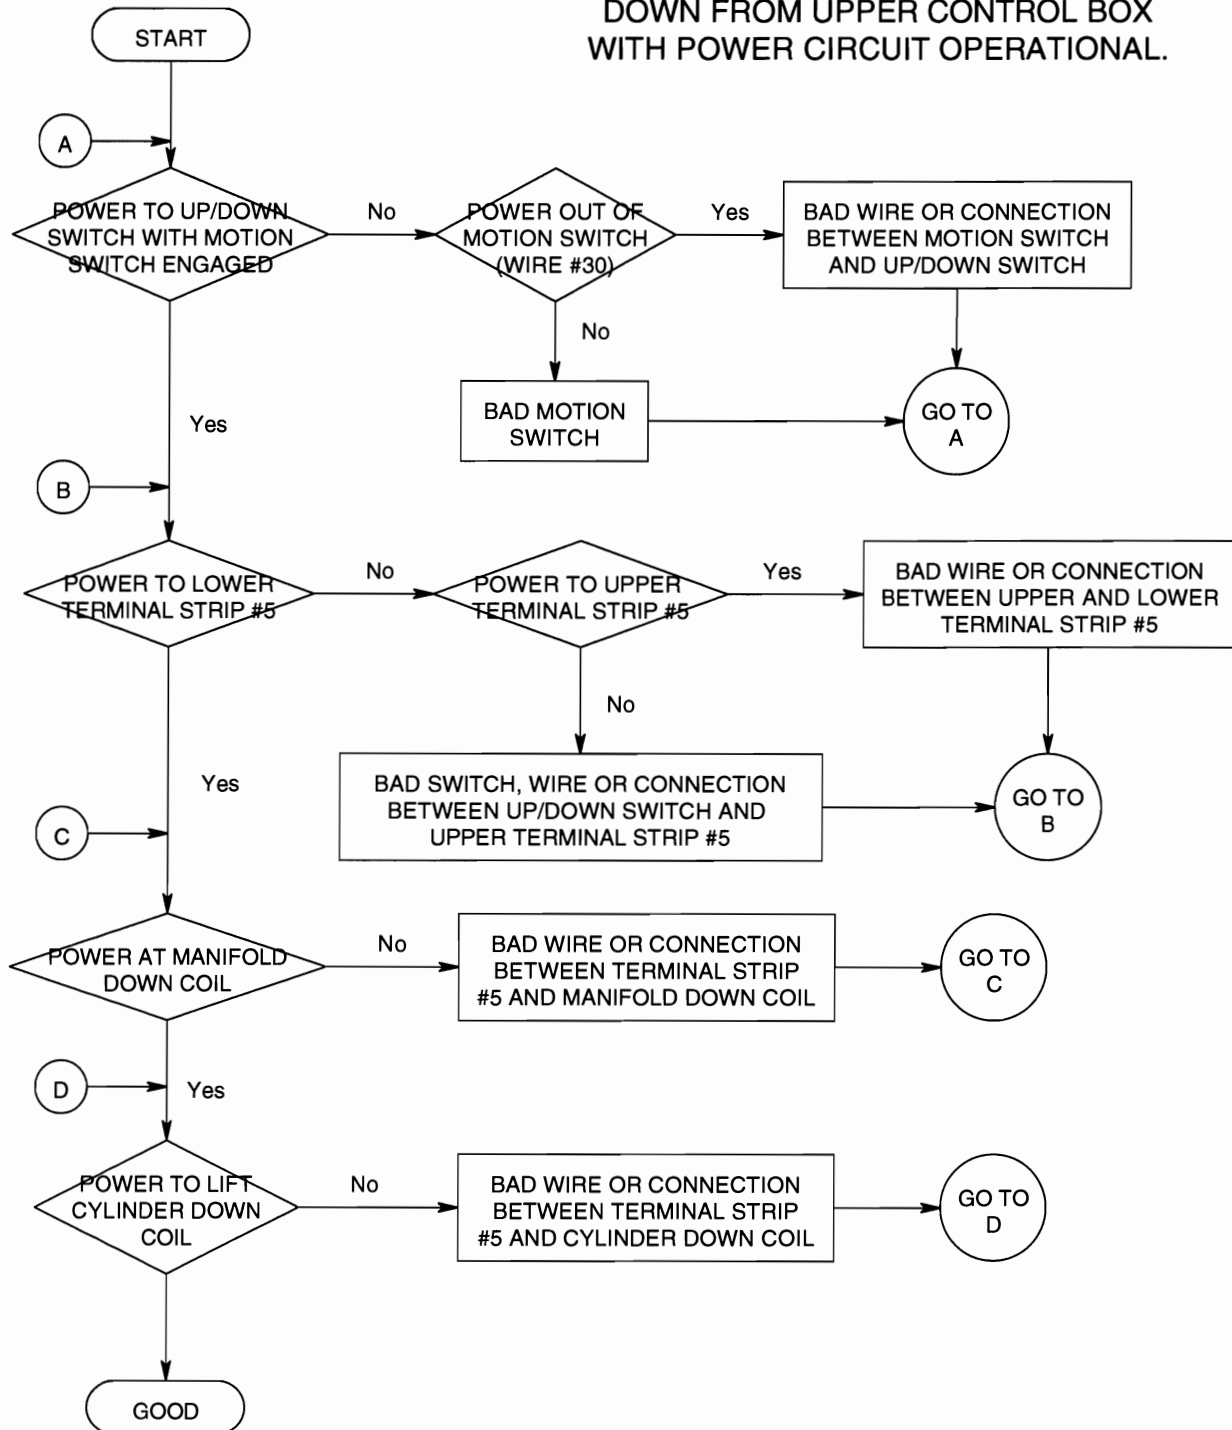 DOWN FROM UPPER CONTROL BOX
WITH POWER CIRCUIT OPERATIONAL.
START
A
POWER TO UP/DOWN
SWITCH WITH MOTION
SWITCH ENGAGED
No
POWER OUT OF
MOTION SWITCH
(WIRE #30)
Yes
BAD WIRE OR CONNECTION
BETWEEN MOTION SWITCH
AND UP/DOWN SWITCH
No
BAD MOTION
SWITCH
GO TO
A
Yes
B
POWER TO LOWER
TERMINAL STRIP #5
No
POWER TO UPPER
TERMINAL STRIP #5
Yes
BAD WIRE OR CONNECTION
BETWEEN UPPER AND LOWER
TERMINAL STRIP #5
No
BAD SWITCH, WIRE OR CONNECTION
BETWEEN UP/DOWN SWITCH AND
UPPER TERMINAL STRIP #5
GO TO
B
Yes
C
POWER AT MANIFOLD
DOWN COIL
No
BAD WIRE OR CONNECTION
BETWEEN TERMINAL STRIP
#5 AND MANIFOLD DOWN COIL
GO TO
C
D
Yes
POWER TO LIFT
CYLINDER DOWN
COIL
No
BAD WIRE OR CONNECTION
BETWEEN TERMINAL STRIP
#5 AND CYLINDER DOWN COIL
GO TO
D
GOOD